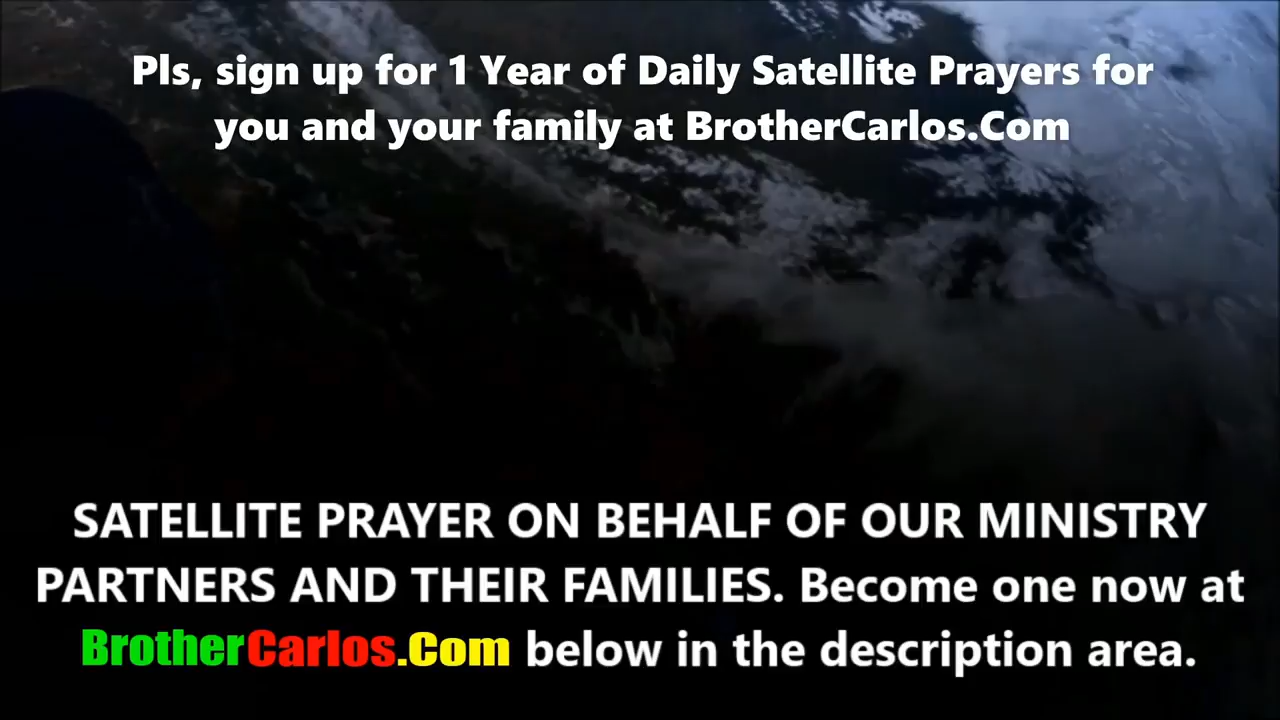 Pls, sign up for 1 Year of Daily Satellite Prayers for
you and your family at BrotherCarlos.Com
SATELLITE PRAYER ON BEHALF OF OUR MINISTRY
PARTNERS AND THEIR FAMILIES. Become one now at
BrotherCarlos.Com below in the description area.